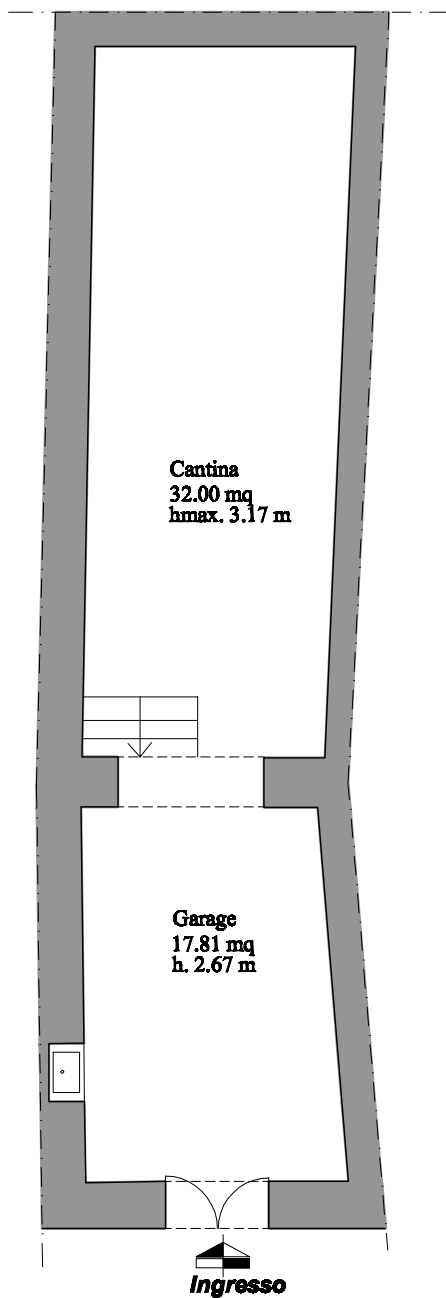 Cantina
32.00 mq
hmax. 3.17 m
Garage
17.81 mq
h. 2.67 m
Ingresso